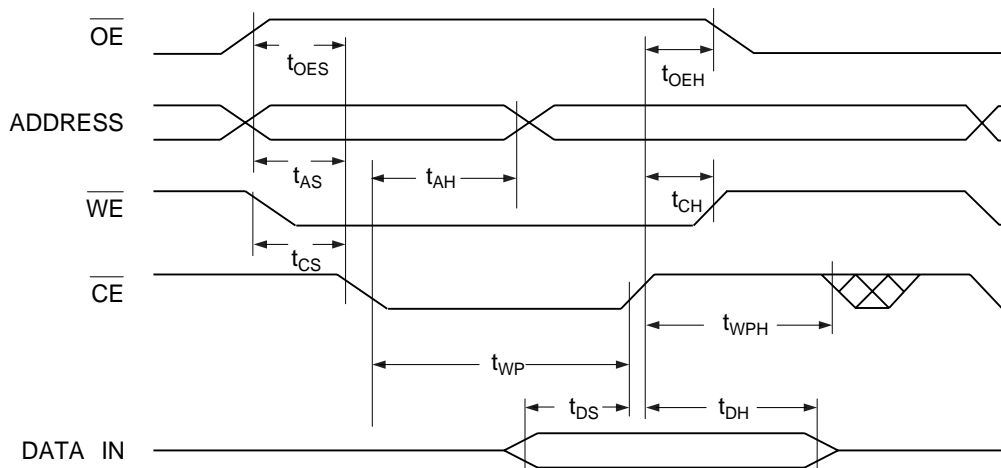 OE
tOES
tOEH
ADDRESS
tAS
tAH
WE
tCH
tCS
CE
tWPH
tWP
tDS
tDH
DATA IN